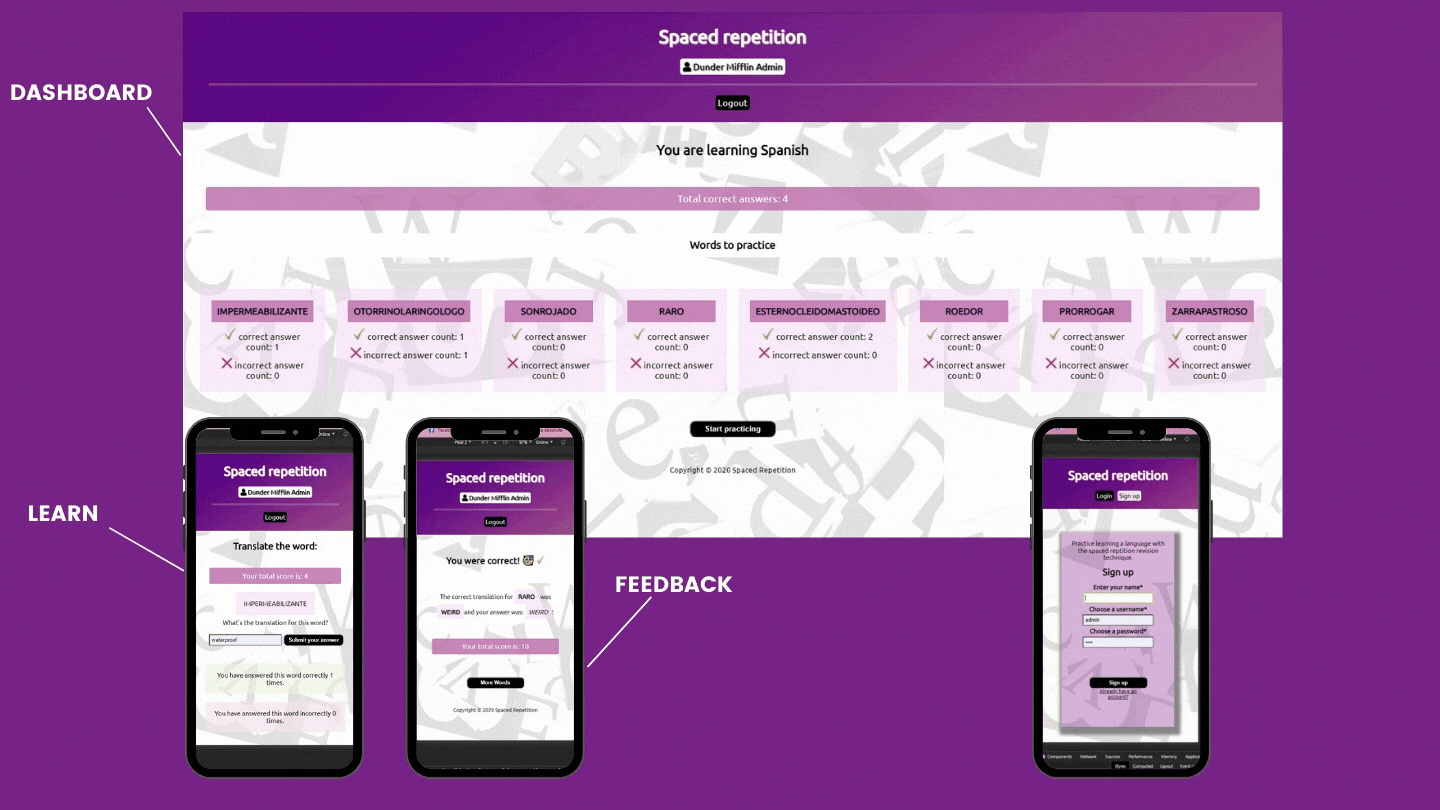 DASHBOARD
Spaced repetition
Dunder Mifflin Admin
Logout
You are learning Spanish
Total correct answers: 4
Words to practice
IMPERMEABILIZANTE
correct answer
count: 1
incorrect answer
count: 0
OTORRINOLARINGOLOGO
correct answer count: 1
incorrect answer count: 1
SONROJADO
correct answer
count: 0
incorrect answer
count: 0
RARO
correct answer
count: 0
incorrect answer
count: 0
ESTERNOCLEIDOMASTOIDEO
correct answer count: 2
incorrect answer count: 0
ROEDOR
correct answer
count: 0
incorrect answer
count: 0
PRORROGAR
correct answer
count: 0
incorrect answer
count: 0
ZARRAPASTROSO
correct answer
count: 0
incorrect answer
count: 0
Start practicing
Copyright © 2020 Spaced Repetition
LEARN
Spaced repetition
Dunder Mifflin Admin
Logout
Translate the word:
Your total score is: 4
IMPERMEABILIZANTE
What's the translation for this word?
waterproof Submit your answer
You have answered this word correctly 1
times.
You have answered this word incorrectly 0
times.
FEEDBACK
97% Online
Spaced repetition
Dunder Mifflin Admin
Logout
You were correct!
The correct translation for RARO was
WEIRD and your answer was: WEIRD !
Your total score is: 10
More Words
Copyright © 2020 Spaced Repetition
Spaced repetition
Login Sign up
Practice learning a language with
the spaced reptition revision
technique.
Sign up
Enter your name*
Choose a username*
admin
Choose a password*
••••
Sign up
Already have an
account?
Components Network Sources Performance Memory
Styles Computed Layout Event